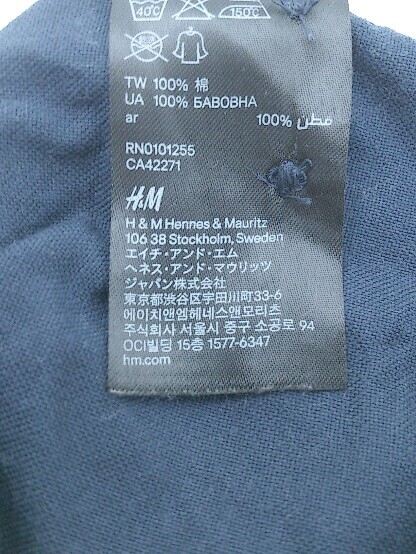 40°C
150°C
TW 100% 棉
UA 100% БАВОВНА
ar 100% قطن
RN0101255
CA42271
H&M
H & M Hennes & Mauritz
106 38 Stockholm, Sweden
エイチ・アンド・エム
ヘネス・アンド・マウリッツ
ジャパン株式会社
東京都渋谷区宇田川町33-6
에이치앤엠헤네스앤모리츠
주식회사 서울시 중구 소공로 94
OCI빌딩 15층 1577-6347
hm.com